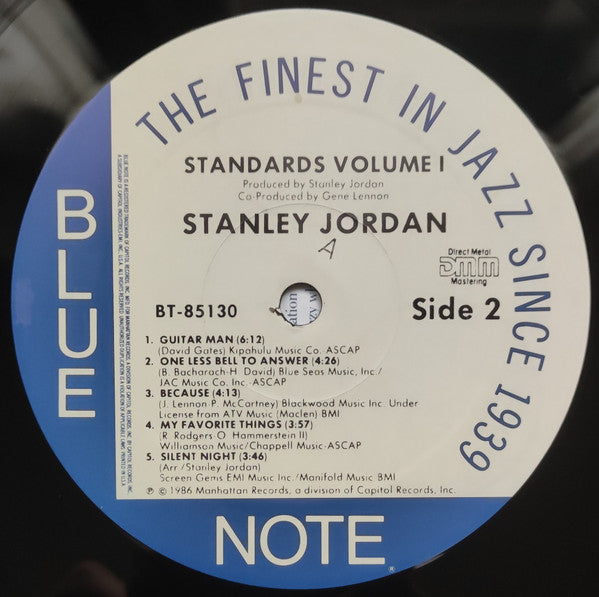 THE FINEST IN JAZZ SINCE 1939
BLUE
NOTE
®
STANDARDS VOLUME I
Produced by Stanley Jordan
Co-Produced by Gene Lennon
STANLEY JORDAN
A
Direct Metal
DMM
Mastering
BT-85130
Side 2
1. GUITAR MAN (6:12)
(David Gates) Kipahulu Music Co. ASCAP
2. ONE LESS BELL TO ANSWER (4:26)
(B. Bacharach-H. David) Blue Seas Music, Inc./
JAC Music Co. Inc.-ASCAP
3. BECAUSE (4:13)
(J. Lennon-P. McCartney) Blackwood Music Inc. Under
License from ATV Music (Maclen) BMI
4. MY FAVORITE THINGS (3:57)
(R. Rodgers-O. Hammerstein II)
Williamson Music/Chappell Music-ASCAP
5. SILENT NIGHT (3:46)
(Arr./Stanley Jordan)
Screen Gems EMI Music Inc./Manifold Music BMI
℗ © 1986 Manhattan Records, a division of Capitol Records, Inc.